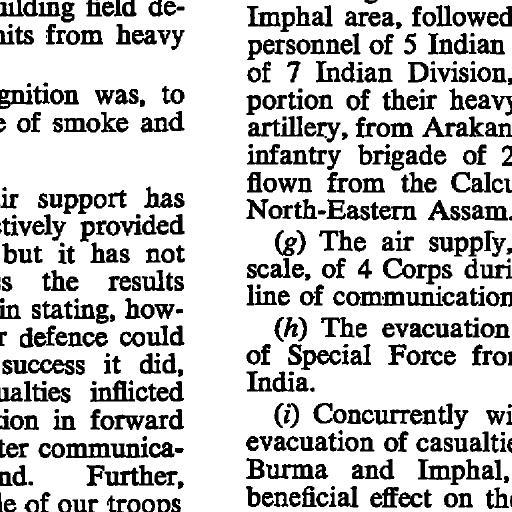 uilding field de-
nits from heavy
gnition was, to
e of smoke and
ir support has
ctively provided
but it has not
s the results
in stating, how-
r defence could
success it did,
ualties inflicted
tion in forward
ter communica-
nd. Further,
le of our troops
Imphal area, followed
personnel of 5 Indian
of 7 Indian Division,
portion of their heavy
artillery, from Arakan
infantry brigade of 2
flown from the Calcu
North-Eastern Assam.
(g) The air supply,
scale, of 4 Corps duri
line of communication
(h) The evacuation
of Special Force from
India.
(i) Concurrently wi
evacuation of casualtie
Burma and Imphal,
beneficial effect on the